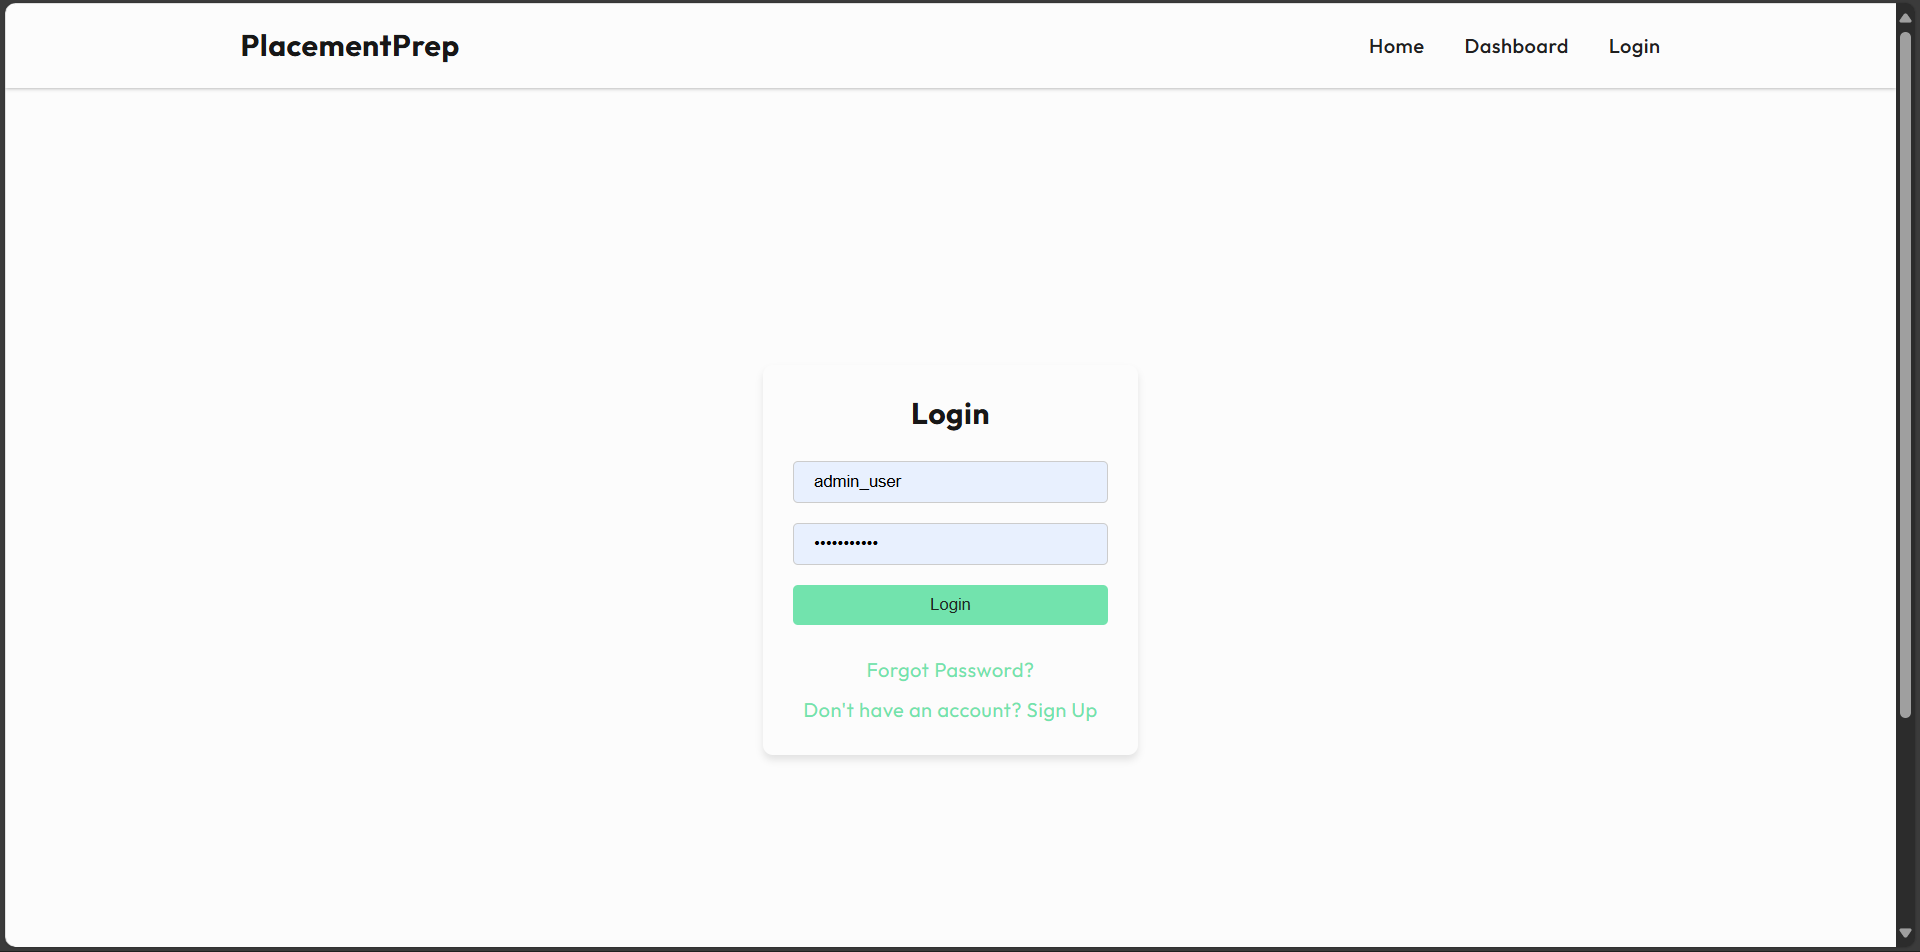 PlacementPrep
Home Dashboard Login
Login
admin_user
•••••••••••
Login
Forgot Password?
Don't have an account? Sign Up